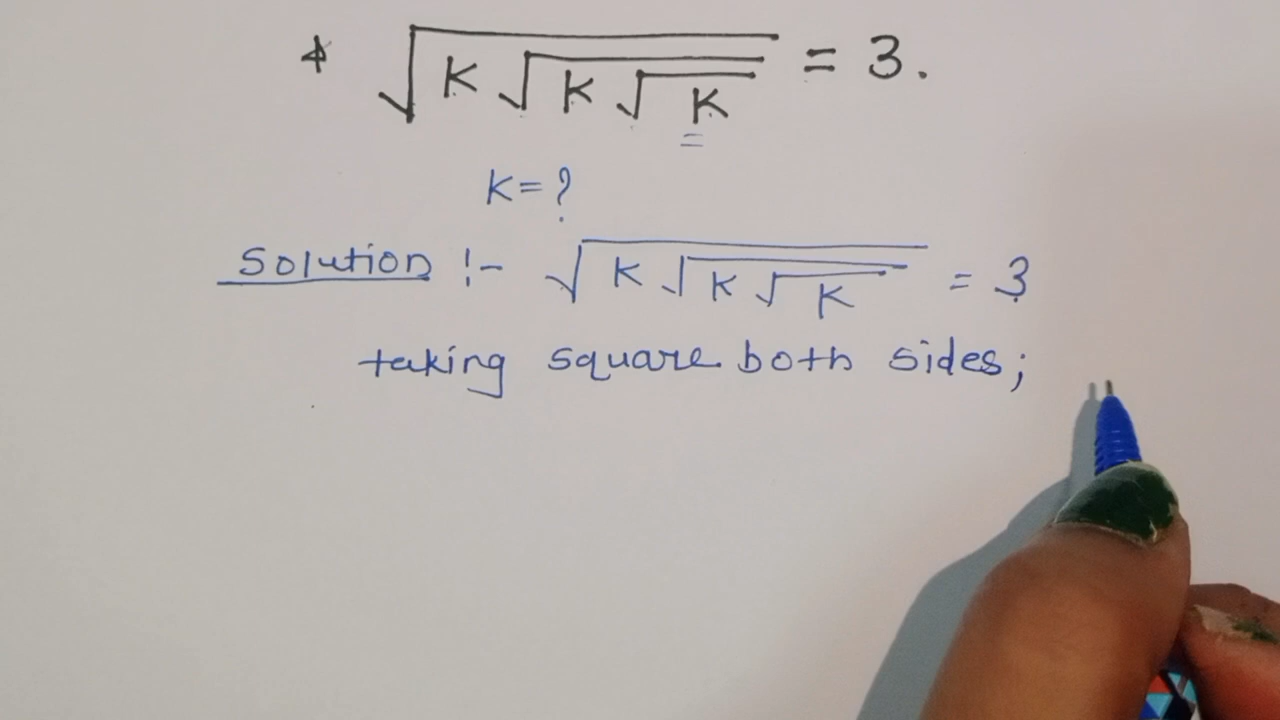 * √(K√(K√K)) = 3.
K = ?
Solution :- √(K√(K√K)) = 3
taking square both sides;